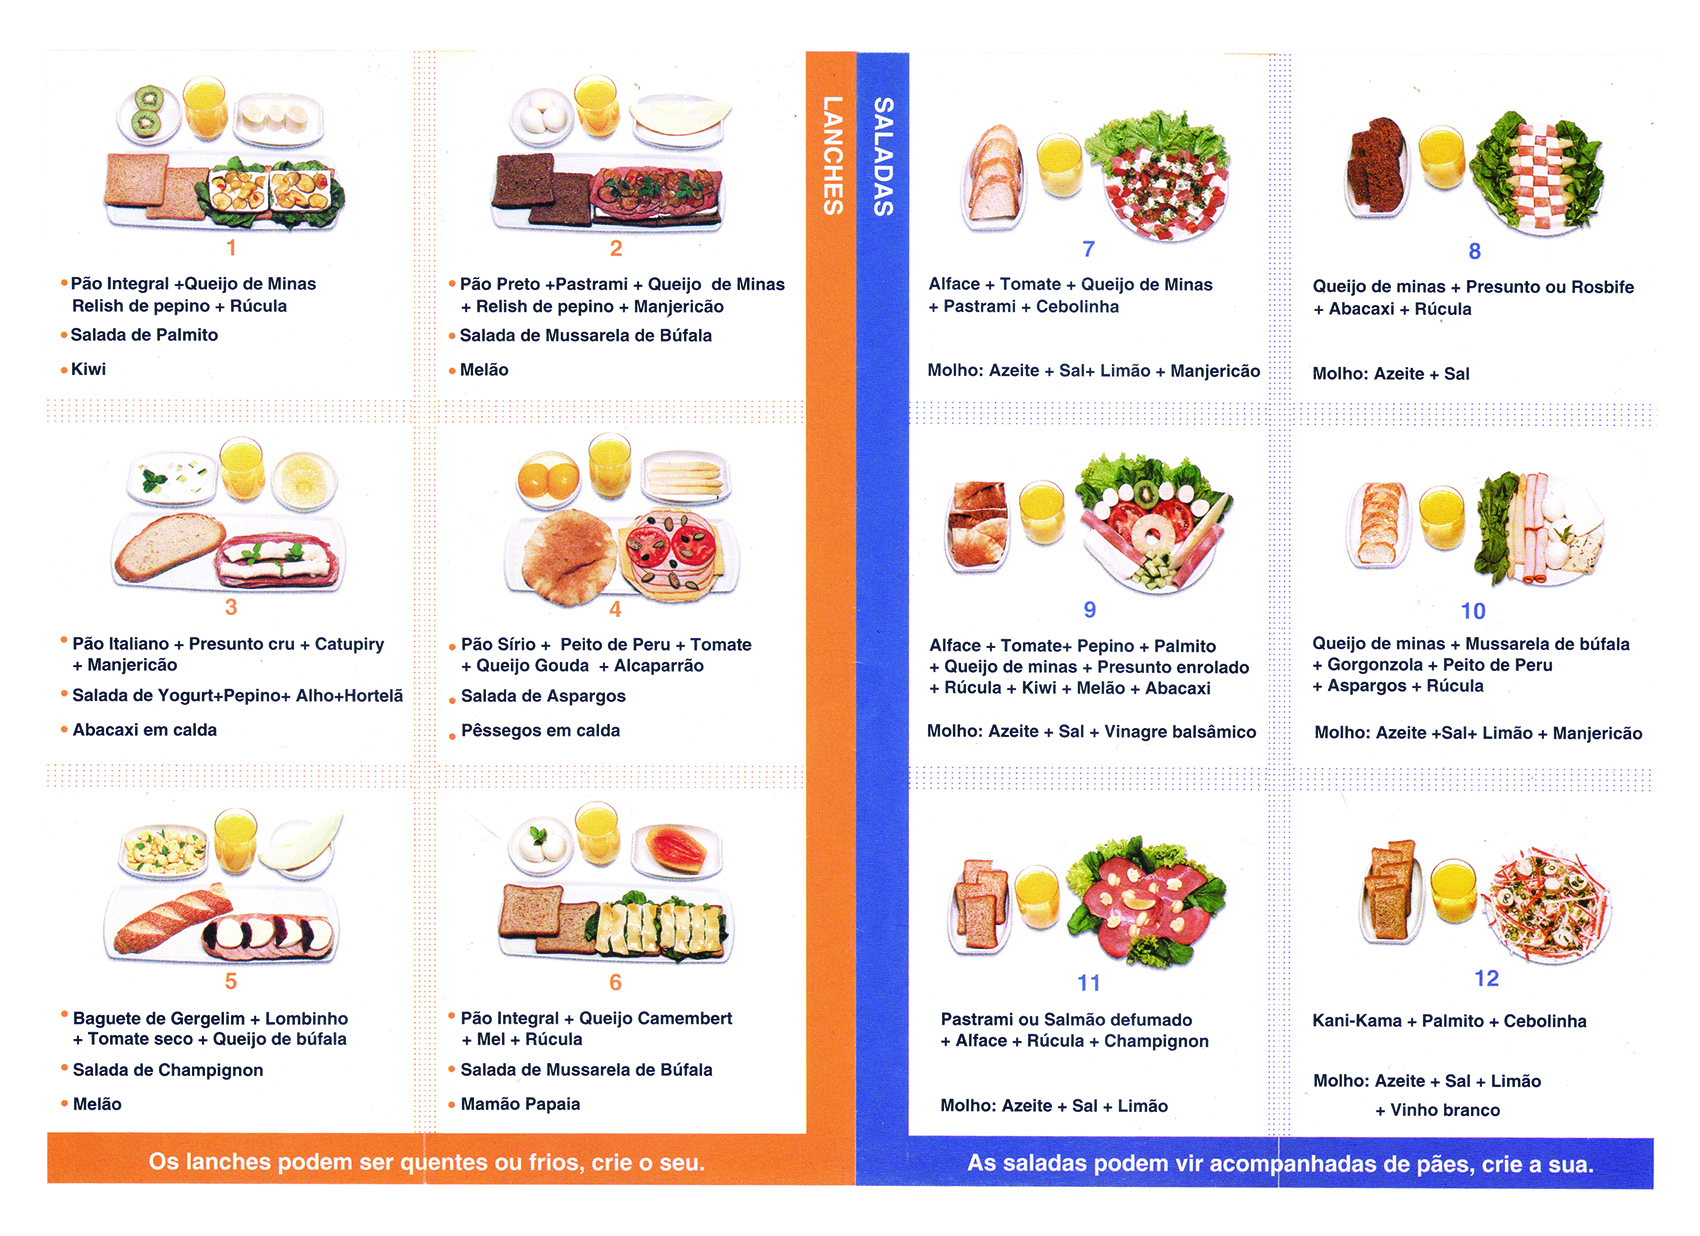 LANCHES
1
Pão Integral +Queijo de Minas
Relish de pepino + Rúcula
Salada de Palmito
Kiwi
2
Pão Preto +Pastrami + Queijo de Minas
+ Relish de pepino + Manjericão
Salada de Mussarela de Búfala
Melão
3
Pão Italiano + Presunto cru + Catupiry
+ Manjericão
Salada de Yogurt+Pepino+ Alho+Hortelã
Abacaxi em calda
4
Pão Sírio + Peito de Peru + Tomate
+ Queijo Gouda + Alcaparrão
Salada de Aspargos
Pêssegos em calda
5
Baguete de Gergelim + Lombinho
+ Tomate seco + Queijo de búfala
Salada de Champignon
Melão
6
Pão Integral + Queijo Camembert
+ Mel + Rúcula
Salada de Mussarela de Búfala
Mamão Papaia
Os lanches podem ser quentes ou frios, crie o seu.
SALADAS
7
Alface + Tomate + Queijo de Minas
+ Pastrami + Cebolinha
Molho: Azeite + Sal+ Limão + Manjericão
8
Queijo de minas + Presunto ou Rosbife
+ Abacaxi + Rúcula
Molho: Azeite + Sal
9
Alface + Tomate+ Pepino + Palmito
+ Queijo de minas + Presunto enrolado
+ Rúcula + Kiwi + Melão + Abacaxi
Molho: Azeite + Sal + Vinagre balsâmico
10
Queijo de minas + Mussarela de búfala
+ Gorgonzola + Peito de Peru
+ Aspargos + Rúcula
Molho: Azeite +Sal+ Limão + Manjericão
11
Pastrami ou Salmão defumado
+ Alface + Rúcula + Champignon
Molho: Azeite + Sal + Limão
12
Kani-Kama + Palmito + Cebolinha
Molho: Azeite + Sal + Limão
+ Vinho branco
As saladas podem vir acompanhadas de pães, crie a sua.